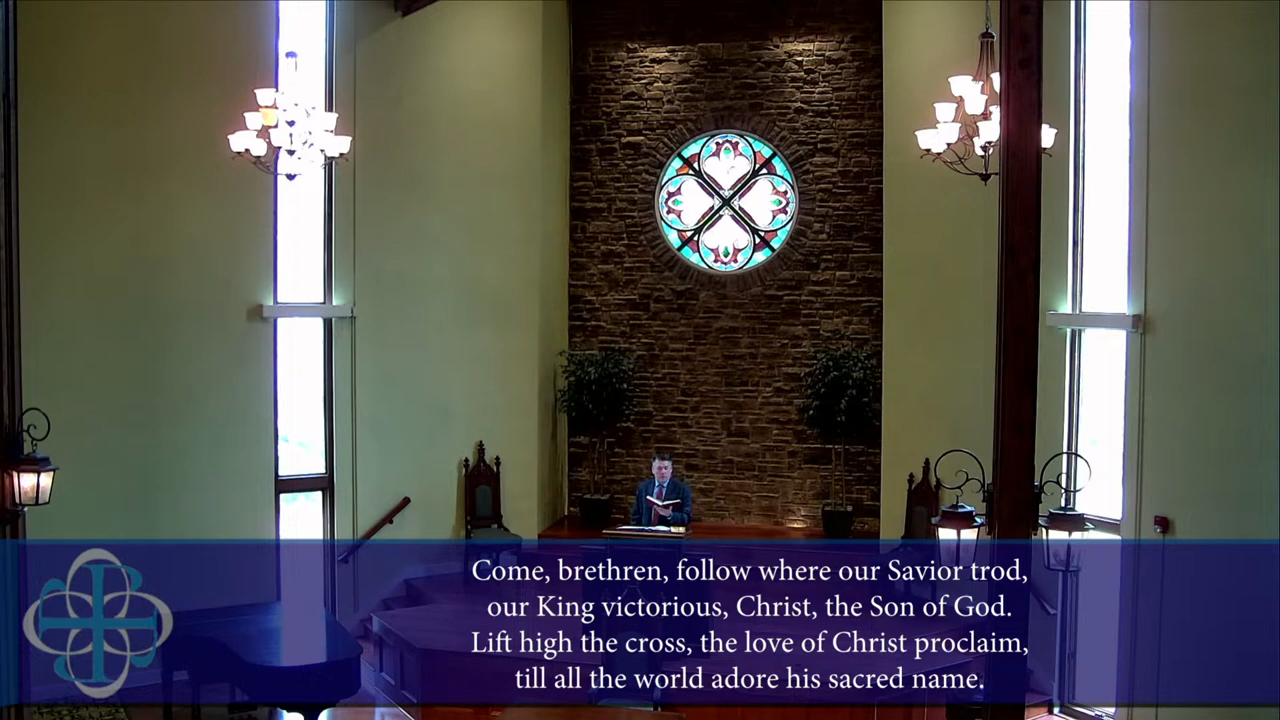 Come, brethren, follow where our Savior trod,
our King victorious, Christ, the Son of God.
Lift high the cross, the love of Christ proclaim,
till all the world adore his sacred name.